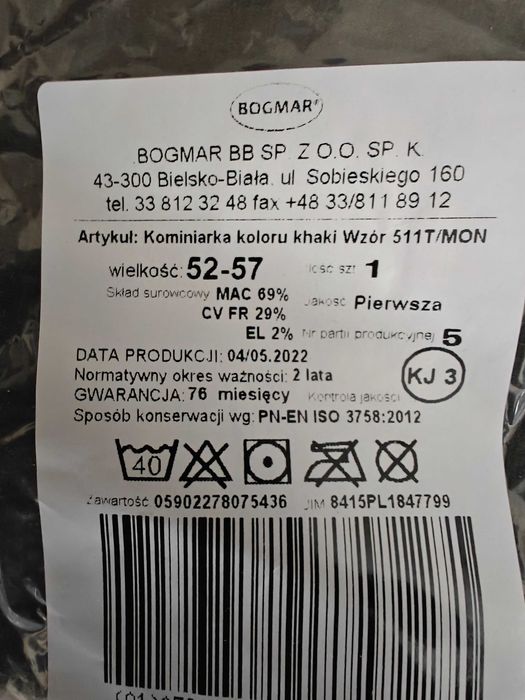 BOGMAR
BOGMAR BB SP. Z O.O. SP. K.
43-300 Bielsko-Biała, ul Sobieskiego 160
tel. 33 812 32 48 fax +48 33/811 89 12
Artykuł: Kominiarka koloru khaki Wzór 511T/MON
wielkość: 52-57 Ilość szt 1
Skład surowcowy MAC 69% Jakość Pierwsza
CV FR 29%
EL 2% Nr partii produkcyjnej 5
DATA PRODUKCJI: 04/05.2022
Normatywny okres ważności: 2 lata KJ 3
GWARANCJA: 76 miesięcy Kontrola jakości
Sposób konserwacji wg: PN-EN ISO 3758:2012
40
Zawartość 05902278075436 JIM 8415PL1847799